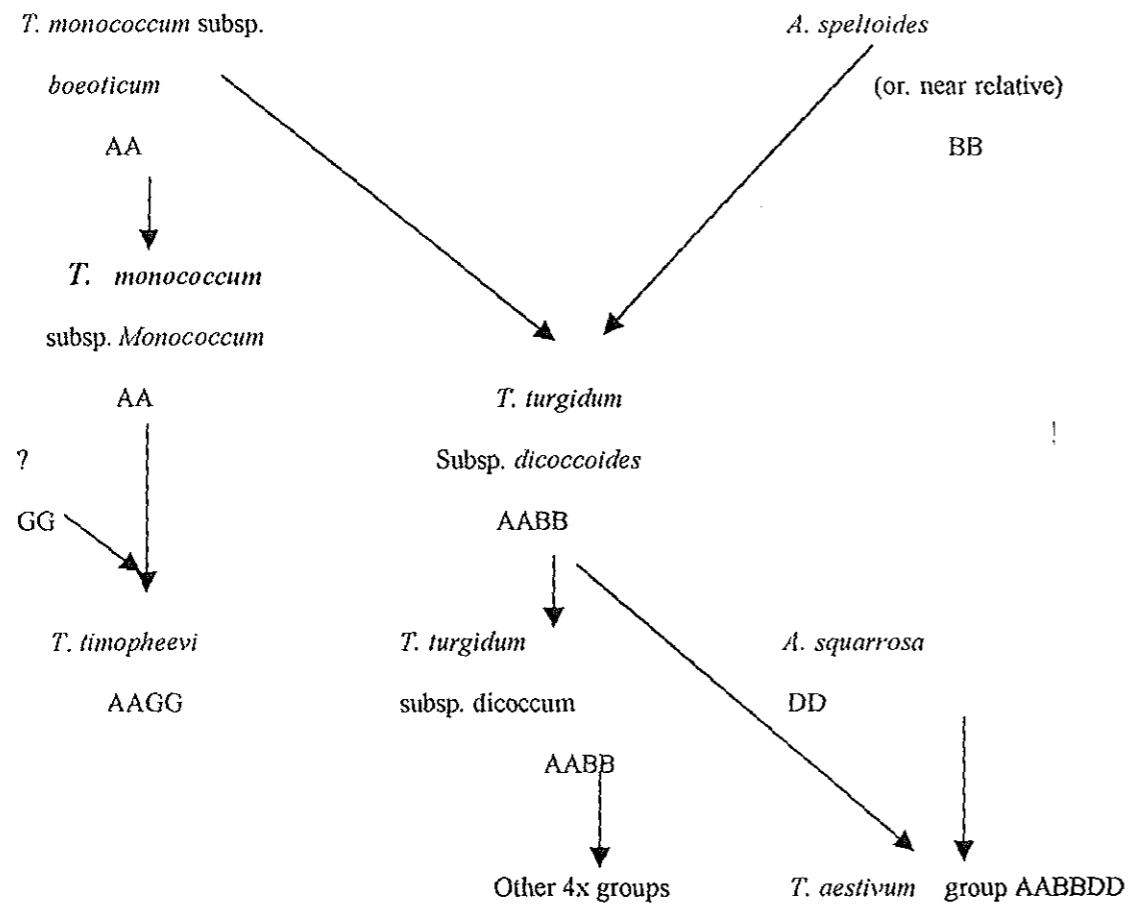 T. monococcum subsp.
A. speltoides
boeoticum
(or. near relative)
AA
BB
T. monococcum
subsp. Monococcum
AA
T. turgidum
?
Subsp. dicoccoides
!
GG
AABB
T. timopheevi
T. turgidum
A. squarrosa
AAGG
subsp. dicoccum
DD
AABB
Other 4x groups
T. aestivum group AABBDD